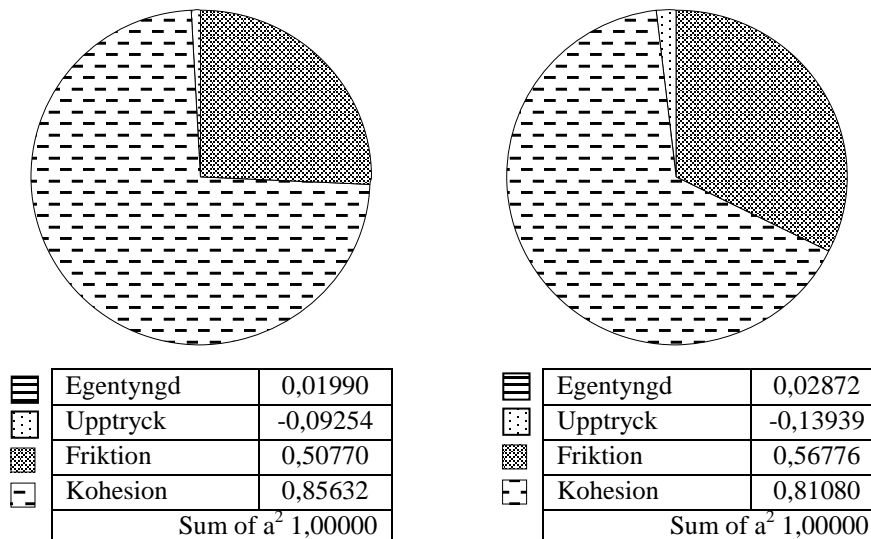 Egentyngd 0,01990
Upptryck -0,09254
Friktion 0,50770
Kohesion 0,85632
Sum of a² 1,00000
Egentyngd 0,02872
Upptryck -0,13939
Friktion 0,56776
Kohesion 0,81080
Sum of a² 1,00000